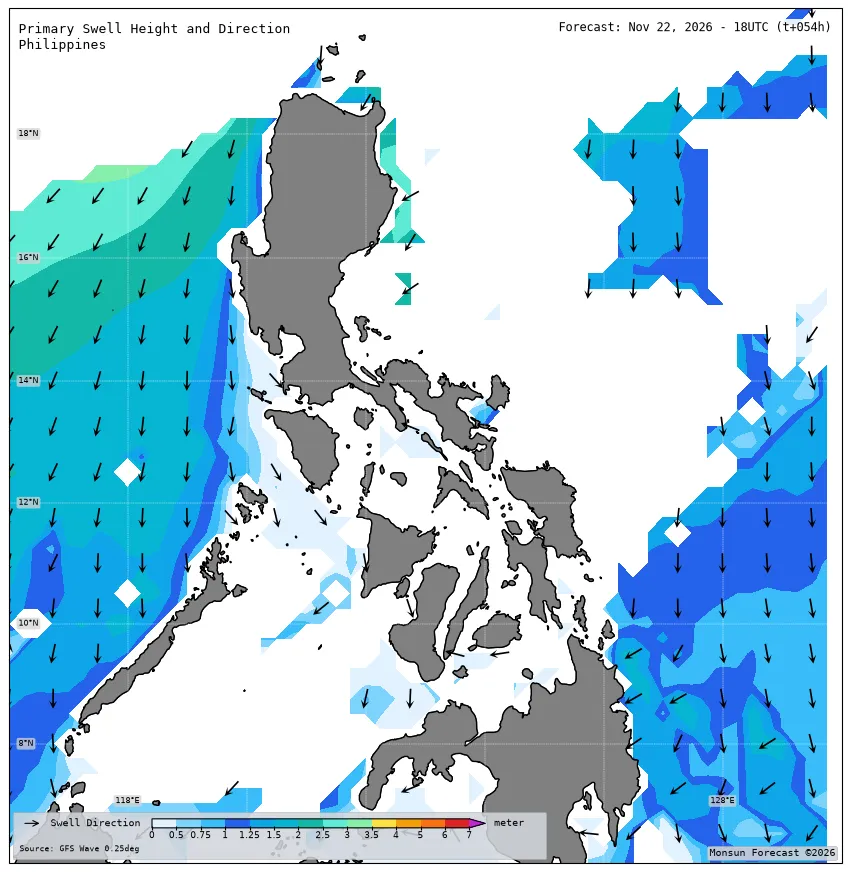 Primary Swell Height and Direction
Philippines
Forecast: Nov 22, 2026 - 18UTC (t+054h)
18°N
16°N
14°N
12°N
10°N
8°N
118°E
128°E
Swell Direction
0 0.5 0.75 1 1.25 1.5 2 2.5 3 3.5 4 5 6 7
meter
Source: GFS Wave 0.25deg
Monsun Forecast ©2026